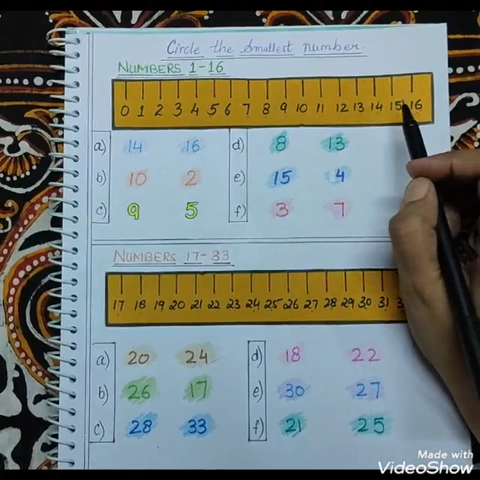 Circle the Smallest number.
NUMBERS 1-16
0 1 2 3 4 5 6 7 8 9 10 11 12 13 14 15 16
a) 14 16 d) 8 13
b) 10 2 e) 15 4
c) 9 5 f) 3 7
NUMBERS 17-33
17 18 19 20 21 22 23 24 25 26 27 28 29 30 31
a) 20 24 d) 18 22
b) 26 17 e) 30 27
c) 28 33 f) 21 25
Made with
VideoShow